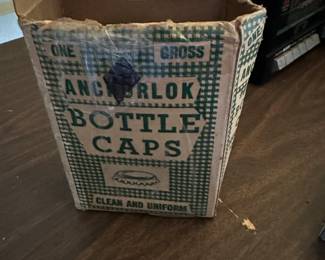 ONE GROSS
ANCHORLOK
BOTTLE
CAPS
CLEAN AND UNIFORM